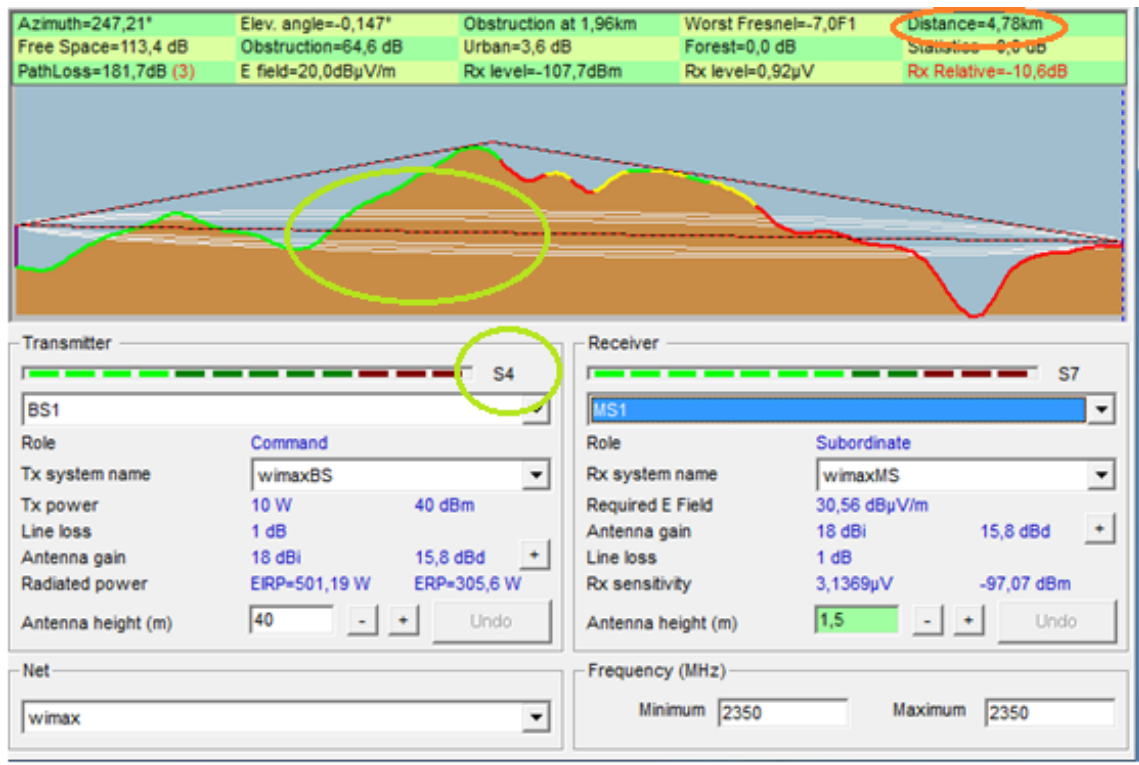 Azimuth=247,21° Elev. angle=-0,147° Obstruction at 1,96km Worst Fresnel=-7,0F1 Distance=4,78km
Free Space=113,4 dB Obstruction=64,6 dB Urban=3,6 dB Forest=0,0 dB Statistics=0,0 dB
PathLoss=181,7dB (3) E field=20,0dBµV/m Rx level=-107,7dBm Rx level=0,92µV Rx Relative=-10,6dB
Transmitter
S4
BS1
Role Command
Tx system name wimaxBS
Tx power 10 W 40 dBm
Line loss 1 dB
Antenna gain 18 dBi 15,8 dBd +
Radiated power EIRP=501,19 W ERP=305,6 W
Antenna height (m) 40 - + Undo
Receiver
S7
MS1
Role Subordinate
Rx system name wimaxMS
Required E Field 30,56 dBµV/m
Antenna gain 18 dBi 15,8 dBd +
Line loss 1 dB
Rx sensitivity 3,1369µV -97,07 dBm
Antenna height (m) 1,5 - + Undo
Net
wimax
Frequency (MHz)
Minimum 2350 Maximum 2350